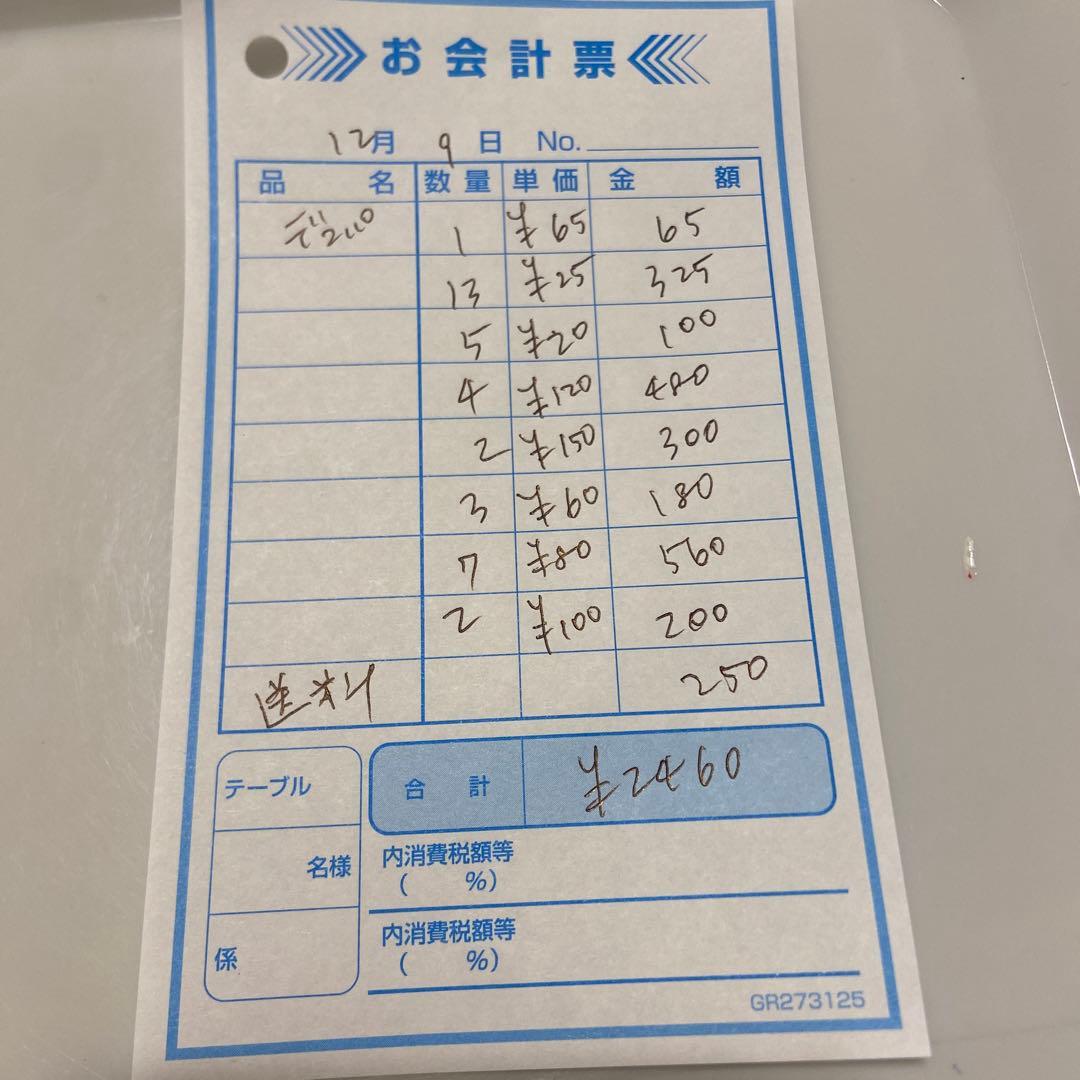 お会計票
12月 9日 No.
品名 数量 単価 金額
デコパ 1 ¥65 65
13 ¥25 325
5 ¥20 100
4 ¥120 480
2 ¥150 300
3 ¥60 180
7 ¥80 560
2 ¥100 200
送料 250
テーブル 合計 ¥2460
名様 内消費税額等
( %)
係 内消費税額等
( %)
GR273125